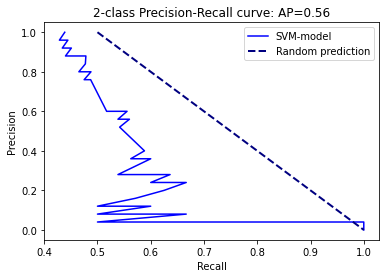 2-class Precision-Recall curve: AP=0.56
SVM-model
Random prediction
Precision
1.0
0.8
0.6
0.4
0.2
0.0
0.4 0.5 0.6 0.7 0.8 0.9 1.0
Recall